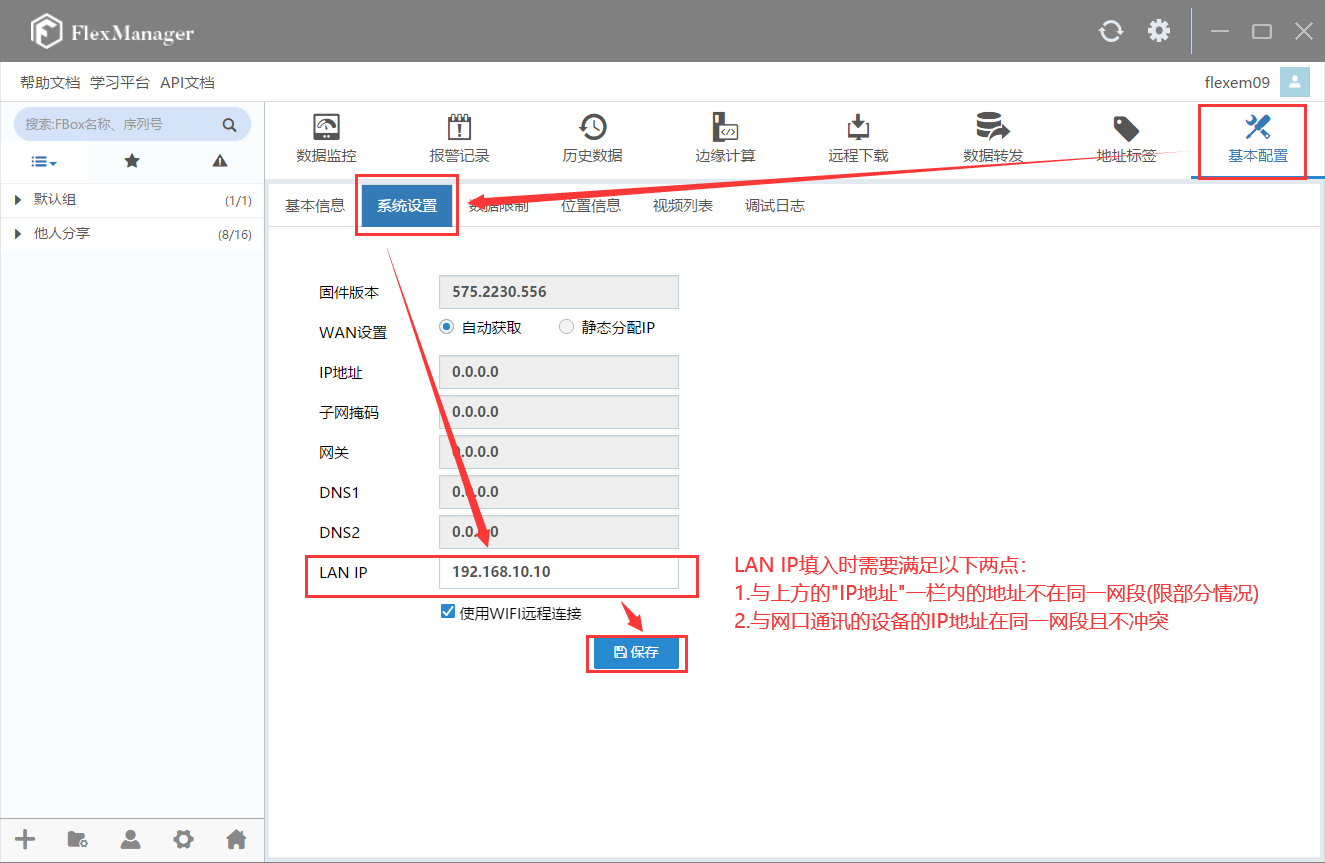 FlexManager
帮助文档 学习平台 API文档
flexem09
搜索:FBox名称、序列号
数据监控
报警记录
历史数据
边缘计算
远程下载
数据转发
地址标签
基本配置
默认组 (1/1)
他人分享 (8/16)
基本信息
系统设置
数据限制
位置信息
视频列表
调试日志
固件版本 575.2230.556
WAN设置 自动获取 静态分配IP
IP地址 0.0.0.0
子网掩码 0.0.0.0
网关 0.0.0.0
DNS1 0.0.0.0
DNS2 0.0.0.0
LAN IP 192.168.10.10
使用WIFI远程连接
保存
LAN IP填入时需要满足以下两点：
1.与上方的"IP地址"一栏内的地址不在同一网段(限部分情况)
2.与网口通讯的设备的IP地址在同一网段且不冲突